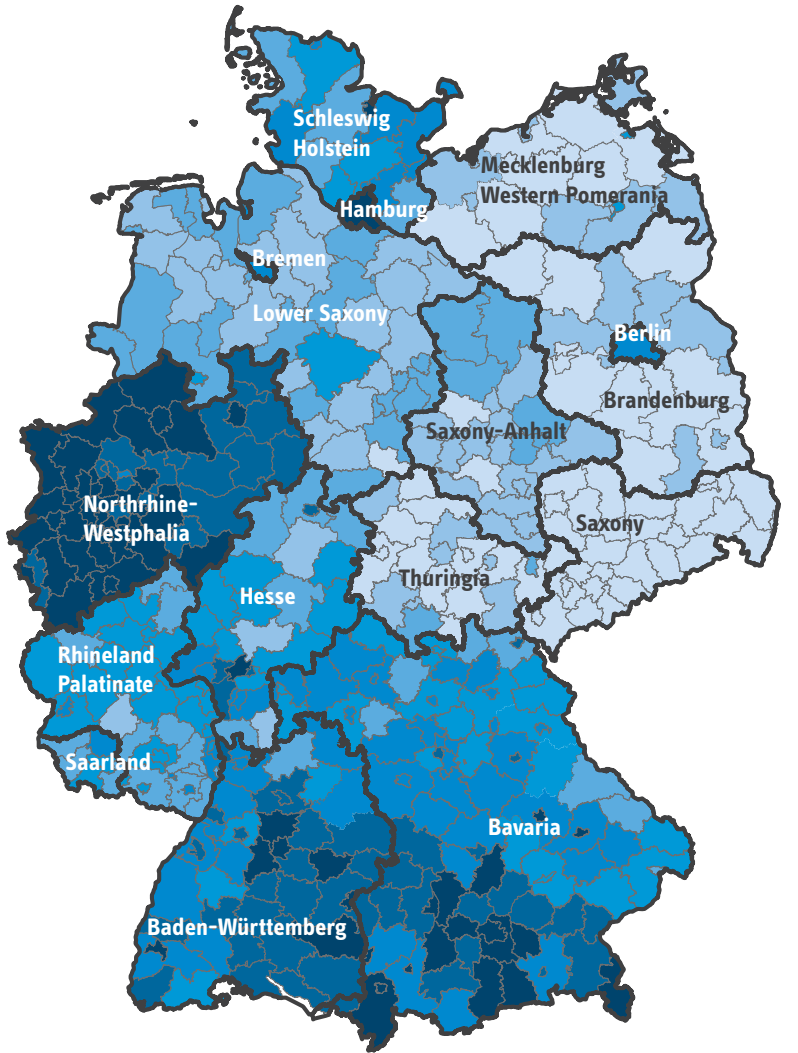 Schleswig
Holstein
Mecklenburg
Western Pomerania
Hamburg
Bremen
Lower Saxony
Berlin
Brandenburg
Saxony-Anhalt
Northrhine-
Westphalia
Saxony
Thuringia
Hesse
Rhineland
Palatinate
Saarland
Bavaria
Baden-Württemberg